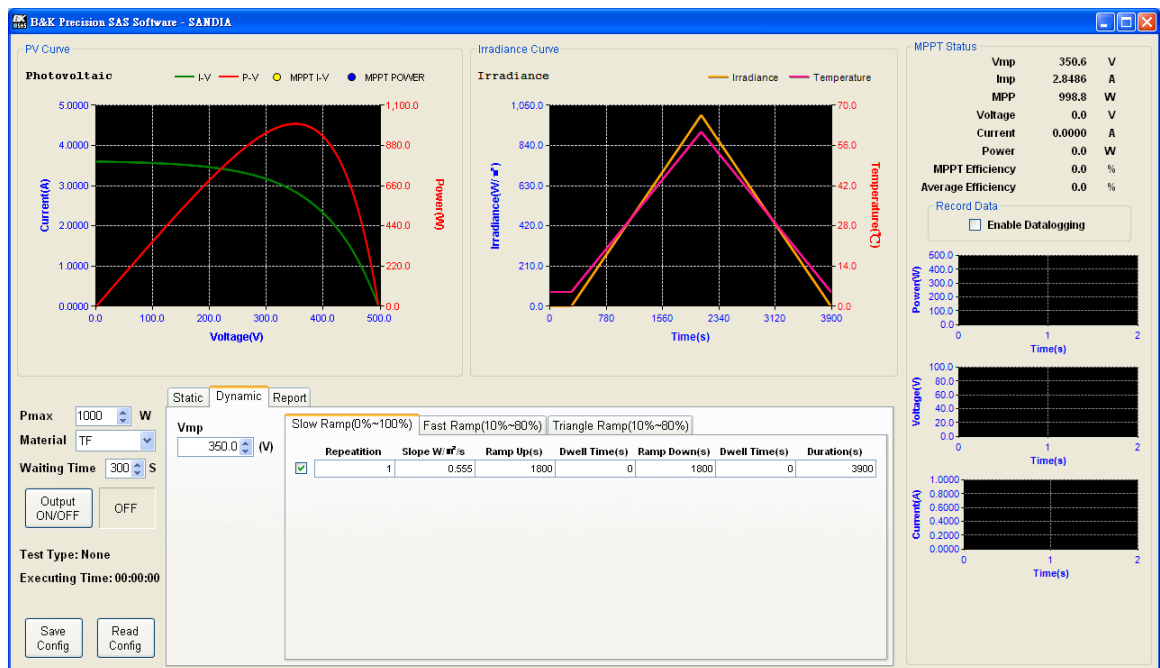 BK SAS B&K Precision SAS Software - SANDIA
PV Curve
Photovoltaic
I-V P-V MPPT I-V MPPT POWER
5.0000
4.0000
3.0000
2.0000
1.0000
0.0000
Current(A)
1,100.0
880.0
660.0
440.0
220.0
0.0
Power(W)
0.0 100.0 200.0 300.0 400.0 500.0
Voltage(V)
Irradiance Curve
Irradiance
Irradiance Temperature
1,050.0
840.0
630.0
420.0
210.0
0.0
Irradiance(W/㎡)
70.0
56.0
42.0
28.0
14.0
0.0
Temperature(℃)
0 780 1560 2340 3120 3900
Time(s)
MPPT Status
Vmp 350.6 V
Imp 2.8486 A
MPP 998.8 W
Voltage 0.0 V
Current 0.0000 A
Power 0.0 W
MPPT Efficiency 0.0 %
Average Efficiency 0.0 %
Record Data
Enable Datalogging
500.0
400.0
300.0
200.0
100.0
0.0
Power(W)
0 1 2
Time(s)
100.0
80.0
60.0
40.0
20.0
0.0
Voltage(V)
0 1 2
Time(s)
1.0000
0.8000
0.6000
0.4000
0.2000
0.0000
Current(A)
0 1 2
Time(s)
Pmax 1000 W
Material TF
Waiting Time 300 S
Output ON/OFF
OFF
Test Type: None
Executing Time: 00:00:00
Save Config
Read Config
Static Dynamic Report
Vmp
350.0 (V)
Slow Ramp(0%~100%) Fast Ramp(10%~80%) Triangle Ramp(10%~80%)
Repeatition Slope W/㎡/s Ramp Up(s) Dwell Time(s) Ramp Down(s) Dwell Time(s) Duration(s)
1 0.555 1800 0 1800 0 3900